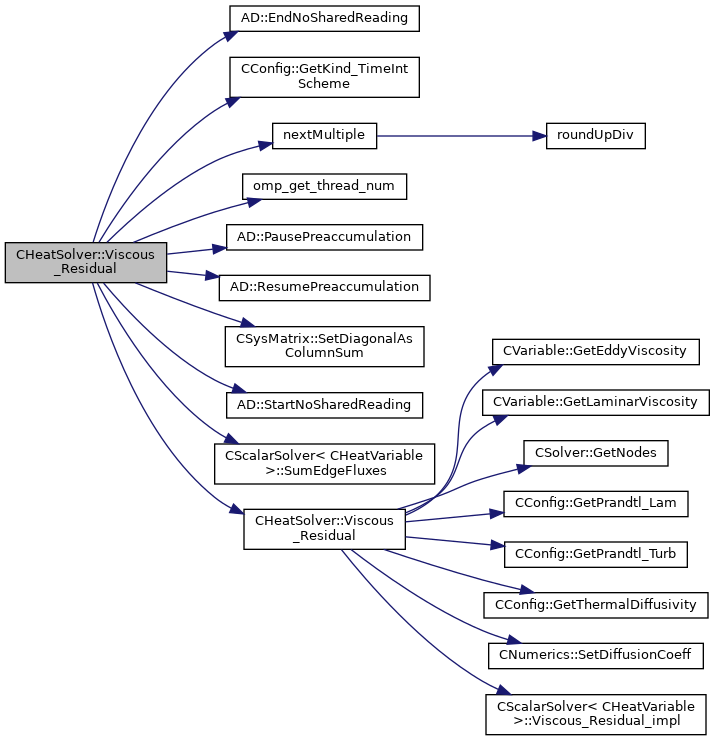 AD::EndNoSharedReading
CConfig::GetKind_TimeInt
Scheme
nextMultiple
roundUpDiv
omp_get_thread_num
AD::PausePreaccumulation
CHeatSolver::Viscous
_Residual
AD::ResumePreaccumulation
CSysMatrix::SetDiagonalAs
ColumnSum
CVariable::GetEddyViscosity
CVariable::GetLaminarViscosity
AD::StartNoSharedReading
CScalarSolver< CHeatVariable
>::SumEdgeFluxes
CSolver::GetNodes
CConfig::GetPrandtl_Lam
CHeatSolver::Viscous
_Residual
CConfig::GetPrandtl_Turb
CConfig::GetThermalDiffusivity
CNumerics::SetDiffusionCoeff
CScalarSolver< CHeatVariable
>::Viscous_Residual_impl